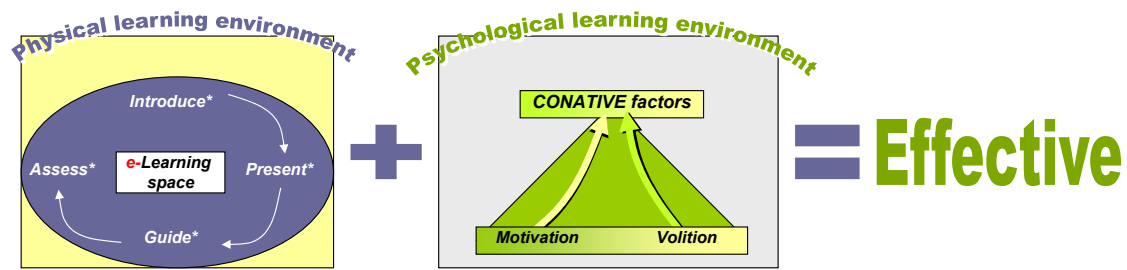 Physical learning environment
Introduce*
Assess*
e-Learning
space
Present*
Guide*
Psychological learning environment
CONATIVE factors
Motivation
Volition
Effective